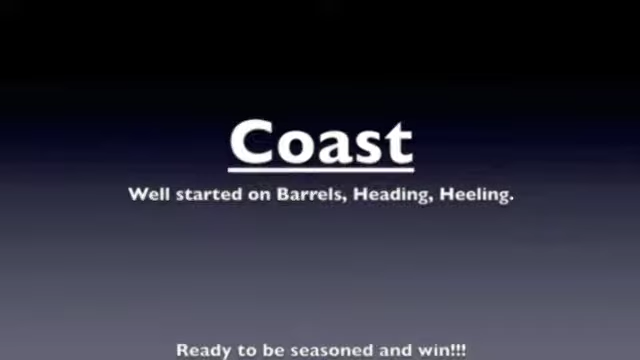 Coast
Well started on Barrels, Heading, Heeling.
Ready to be seasoned and win!!!